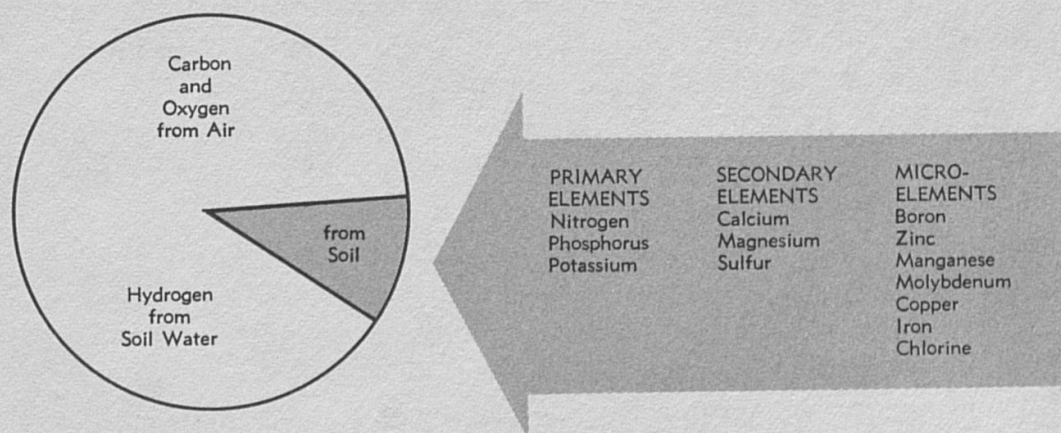 Carbon
and
Oxygen
from Air
from
Soil
Hydrogen
from
Soil Water
PRIMARY
ELEMENTS
Nitrogen
Phosphorus
Potassium
SECONDARY
ELEMENTS
Calcium
Magnesium
Sulfur
MICRO-
ELEMENTS
Boron
Zinc
Manganese
Molybdenum
Copper
Iron
Chlorine